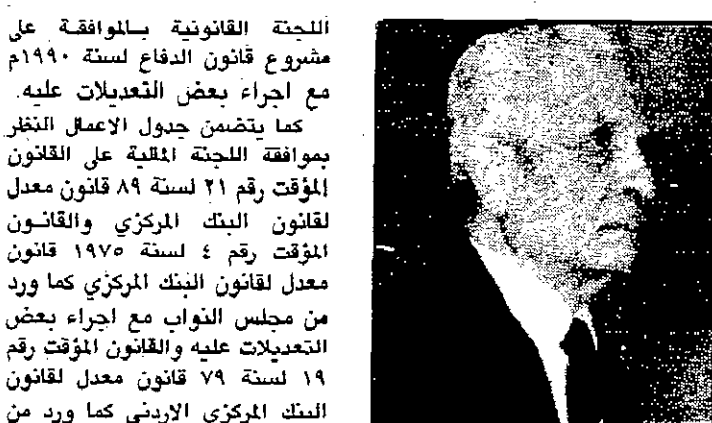 اللجنة القانونية بالموافقة على
مشروع قانون الدفاع لسنة ١٩٩٠م
مع اجراء بعض التعديلات عليه.
كما يتضمن جدول الاعمال النظر
بموافقة اللجنة المالية على القانون
المؤقت رقم ٢١ لسنة ٨٩ قانون معدل
لقانون البنك المركزي والقانون
المؤقت رقم ٤ لسنة ١٩٧٥ قانون
معدل لقانون البنك المركزي كما ورد
من مجلس النواب مع اجراء بعض
التعديلات عليه والقانون المؤقت رقم
١٩ لسنة ٧٩ قانون معدل لقانون
البنك المركزي الاردني كما ورد من